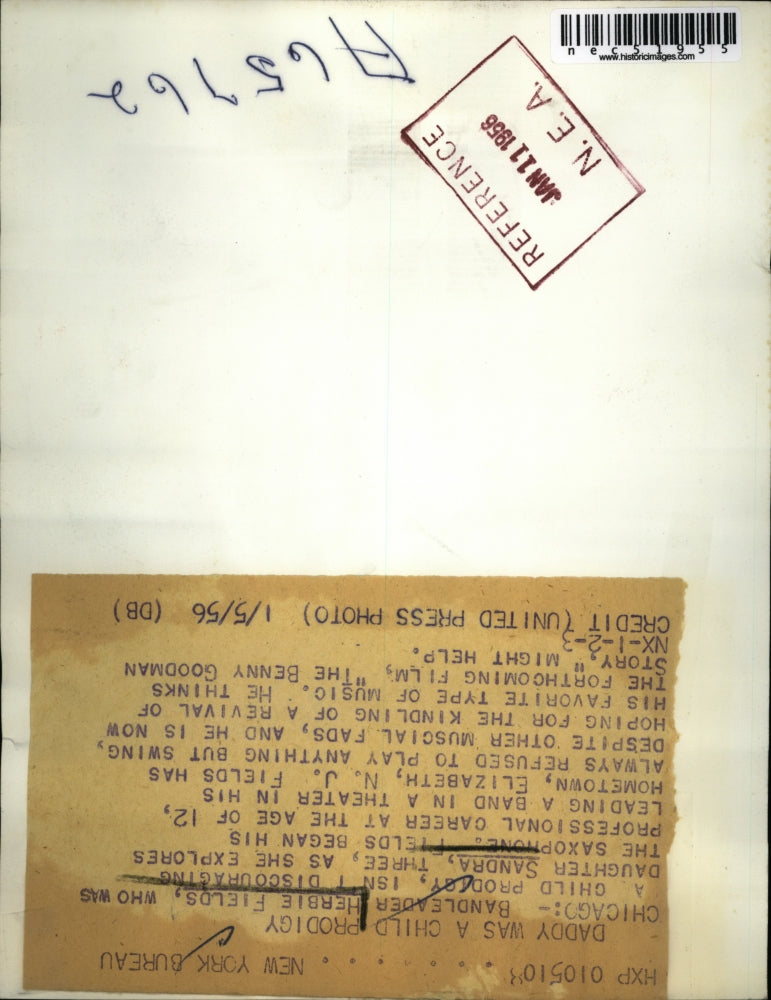 nec51955
www.historicimages.com
A65762
REFERENCE
JAN 11 1956
N.E.A.
HXP 010510 . . . . . . NEW YORK BUREAU
DADDY WAS A CHILD PRODIGY
CHICAGO:- BANDLEADER HERBIE FIELDS, WHO WAS
A CHILD PRODIGY, ISN'T DISCOURAGING
DAUGHTER SANDRA, THREE, AS SHE EXPLORES
THE SAXOPHONE. FIELDS BEGAN HIS
PROFESSIONAL CAREER AT THE AGE OF 12,
LEADING A BAND IN A THEATER IN HIS
HOMETOWN, ELIZABETH, N. J. FIELDS HAS
ALWAYS REFUSED TO PLAY ANYTHING BUT SWING,
DESPITE OTHER MUSCIAL FADS, AND IS NOW
HOPING FOR THE KINDLING OF A REVIVAL OF
HIS FAVORITE TYPE OF MUSIC. HE THINKS
THE FORTHCOMING FILM, "THE BENNY GOODMAN
STORY," MIGHT HELP.
NX-1-2-3
CREDIT (UNITED PRESS PHOTO) 1/5/56 (DB)